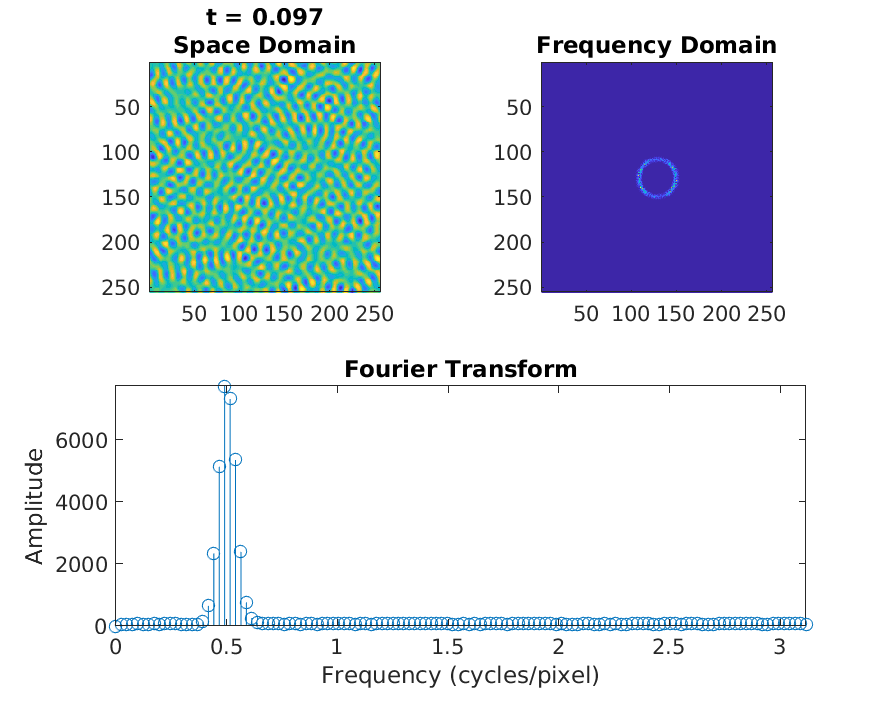 t = 0.097
Space Domain
50
100
150
200
250
50 100 150 200 250
Frequency Domain
50
100
150
200
250
50 100 150 200 250
Fourier Transform
Amplitude
6000
4000
2000
0
0 0.5 1 1.5 2 2.5 3
Frequency (cycles/pixel)